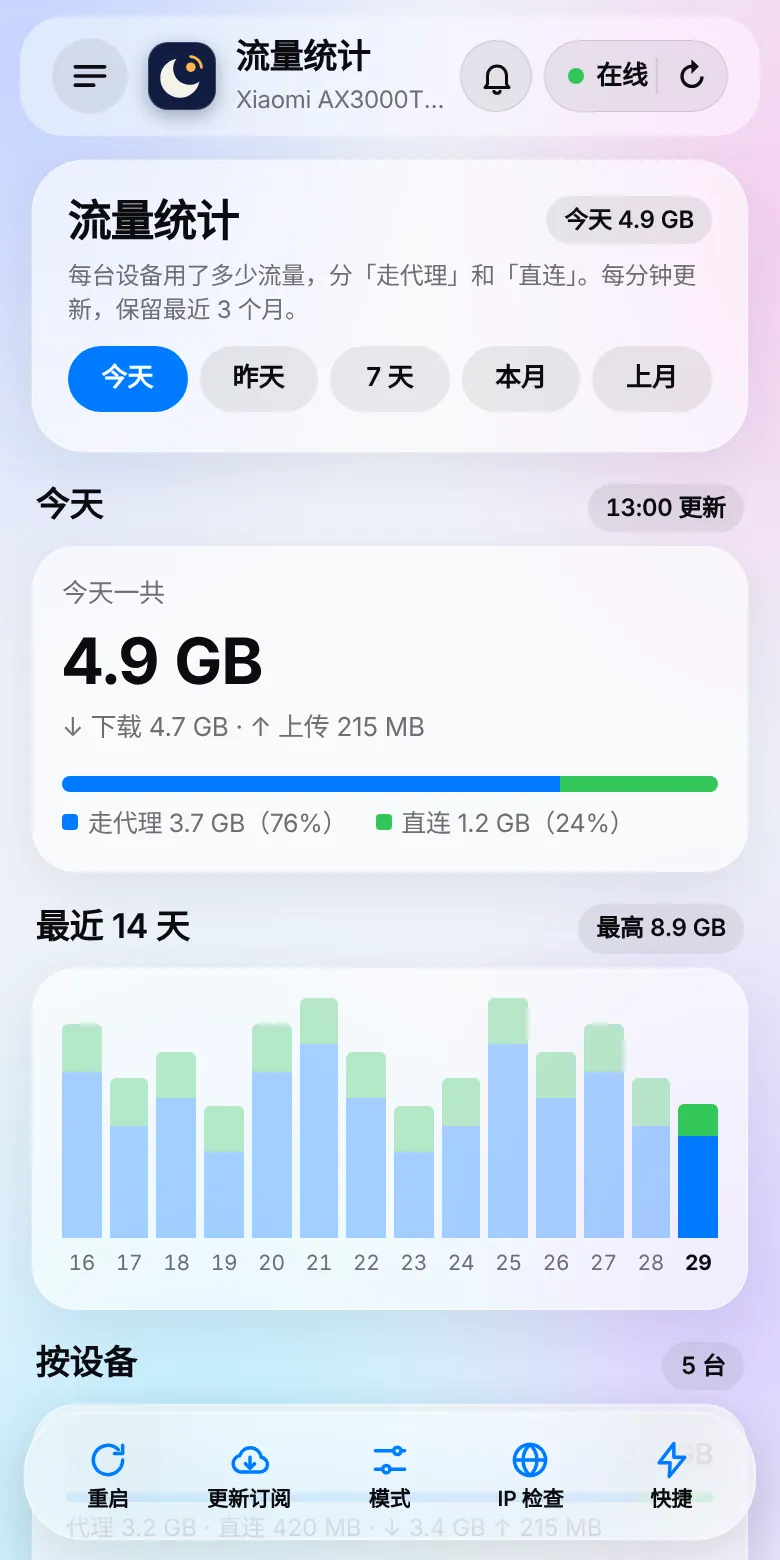 流量统计
Xiaomi AX3000T...
在线
流量统计
今天 4.9 GB
每台设备用了多少流量，分「走代理」和「直连」。每分钟更
新，保留最近 3 个月。
今天 昨天 7 天 本月 上月
今天
13:00 更新
今天一共
4.9 GB
↓ 下载 4.7 GB · ↑ 上传 215 MB
走代理 3.7 GB（76%） 直连 1.2 GB（24%）
最近 14 天
最高 8.9 GB
16 17 18 19 20 21 22 23 24 25 26 27 28 29
按设备
5 台
重启 更新订阅 模式 IP 检查 快捷
代理 3.2 GB · 直连 420 MB · ↓ 3.4 GB ↑ 215 MB